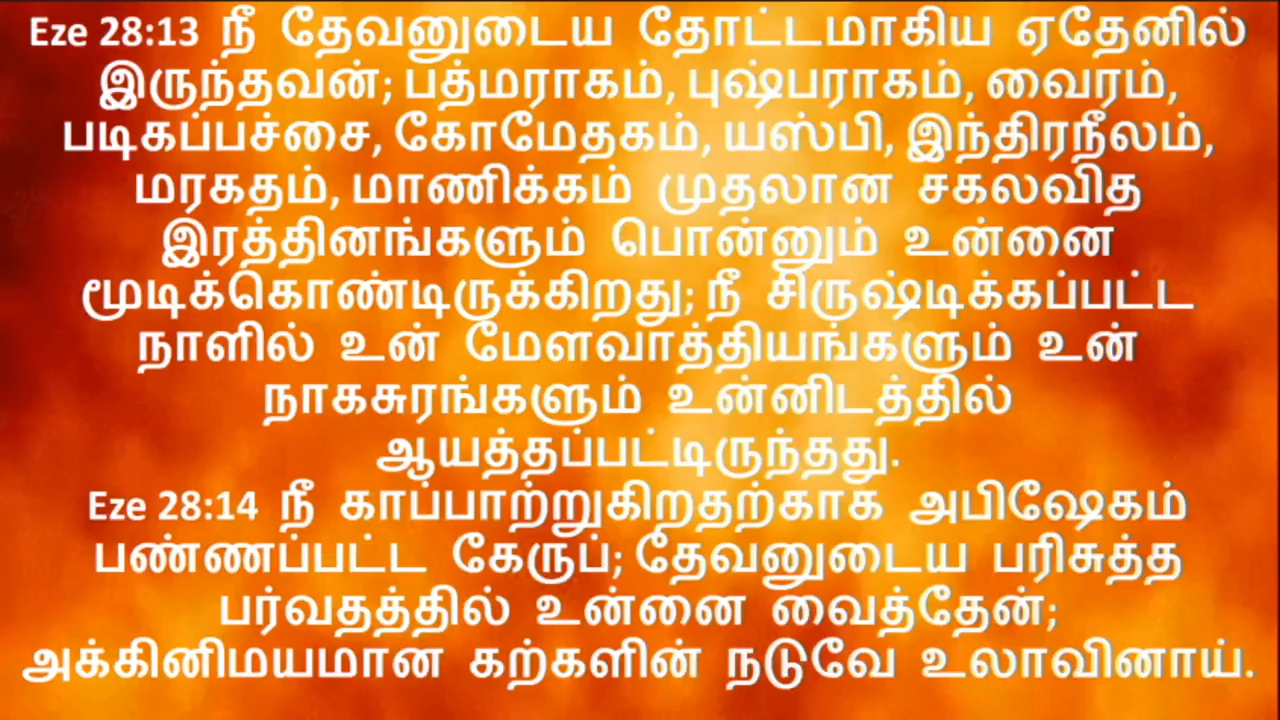 Eze 28:13 நீ தேவனுடைய தோட்டமாகிய ஏதேனில்
இருந்தவன்; பத்மராகம், புஷ்பராகம், வைரம்,
படிகப்பச்சை, கோமேதகம், யஸ்பி, இந்திரநீலம்,
மரகதம், மாணிக்கம் முதலான சகலவித
இரத்தினங்களும் பொன்னும் உன்னை
மூடிக்கொண்டிருக்கிறது; நீ சிருஷ்டிக்கப்பட்ட
நாளில் உன் மேளவாத்தியங்களும் உன்
நாகசுரங்களும் உன்னிடத்தில்
ஆயத்தப்பட்டிருந்தது.
Eze 28:14 நீ காப்பாற்றுகிறதற்காக அபிஷேகம்
பண்ணப்பட்ட கேருப்; தேவனுடைய பரிசுத்த
பர்வதத்தில் உன்னை வைத்தேன்;
அக்கினிமயமான கற்களின் நடுவே உலாவினாய்.